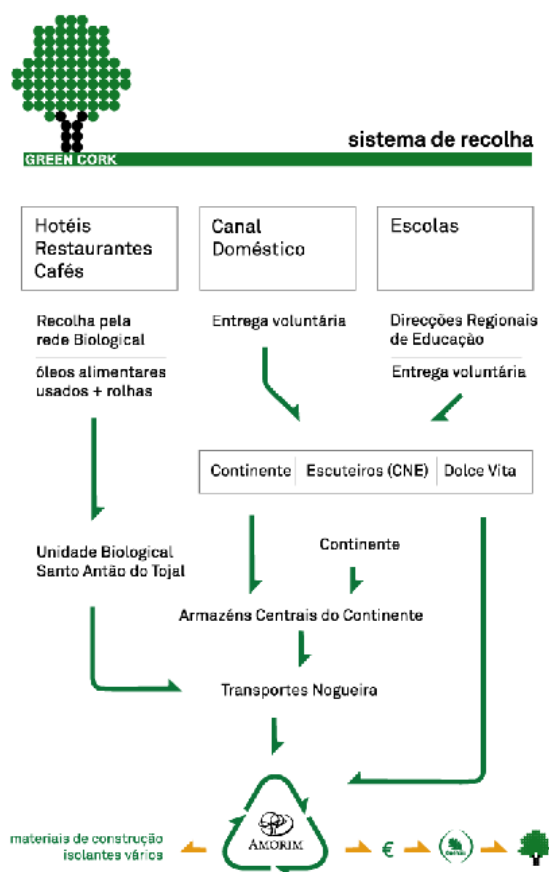 GREEN CORK
sistema de recolha
Hotéis
Restaurantes
Cafés
Canal
Doméstico
Escolas
Recolha pela
rede Biological
óleos alimentares
usados + rolhas
Entrega voluntária
Direcções Regionais
de Educação
Entrega voluntária
Continente
Escuteiros (CNE)
Dolce Vita
Unidade Biological
Santo Antão do Tojal
Continente
Armazéns Centrais do Continente
Transportes Nogueira
AMORIM
materiais de construção
isolantes vários
€